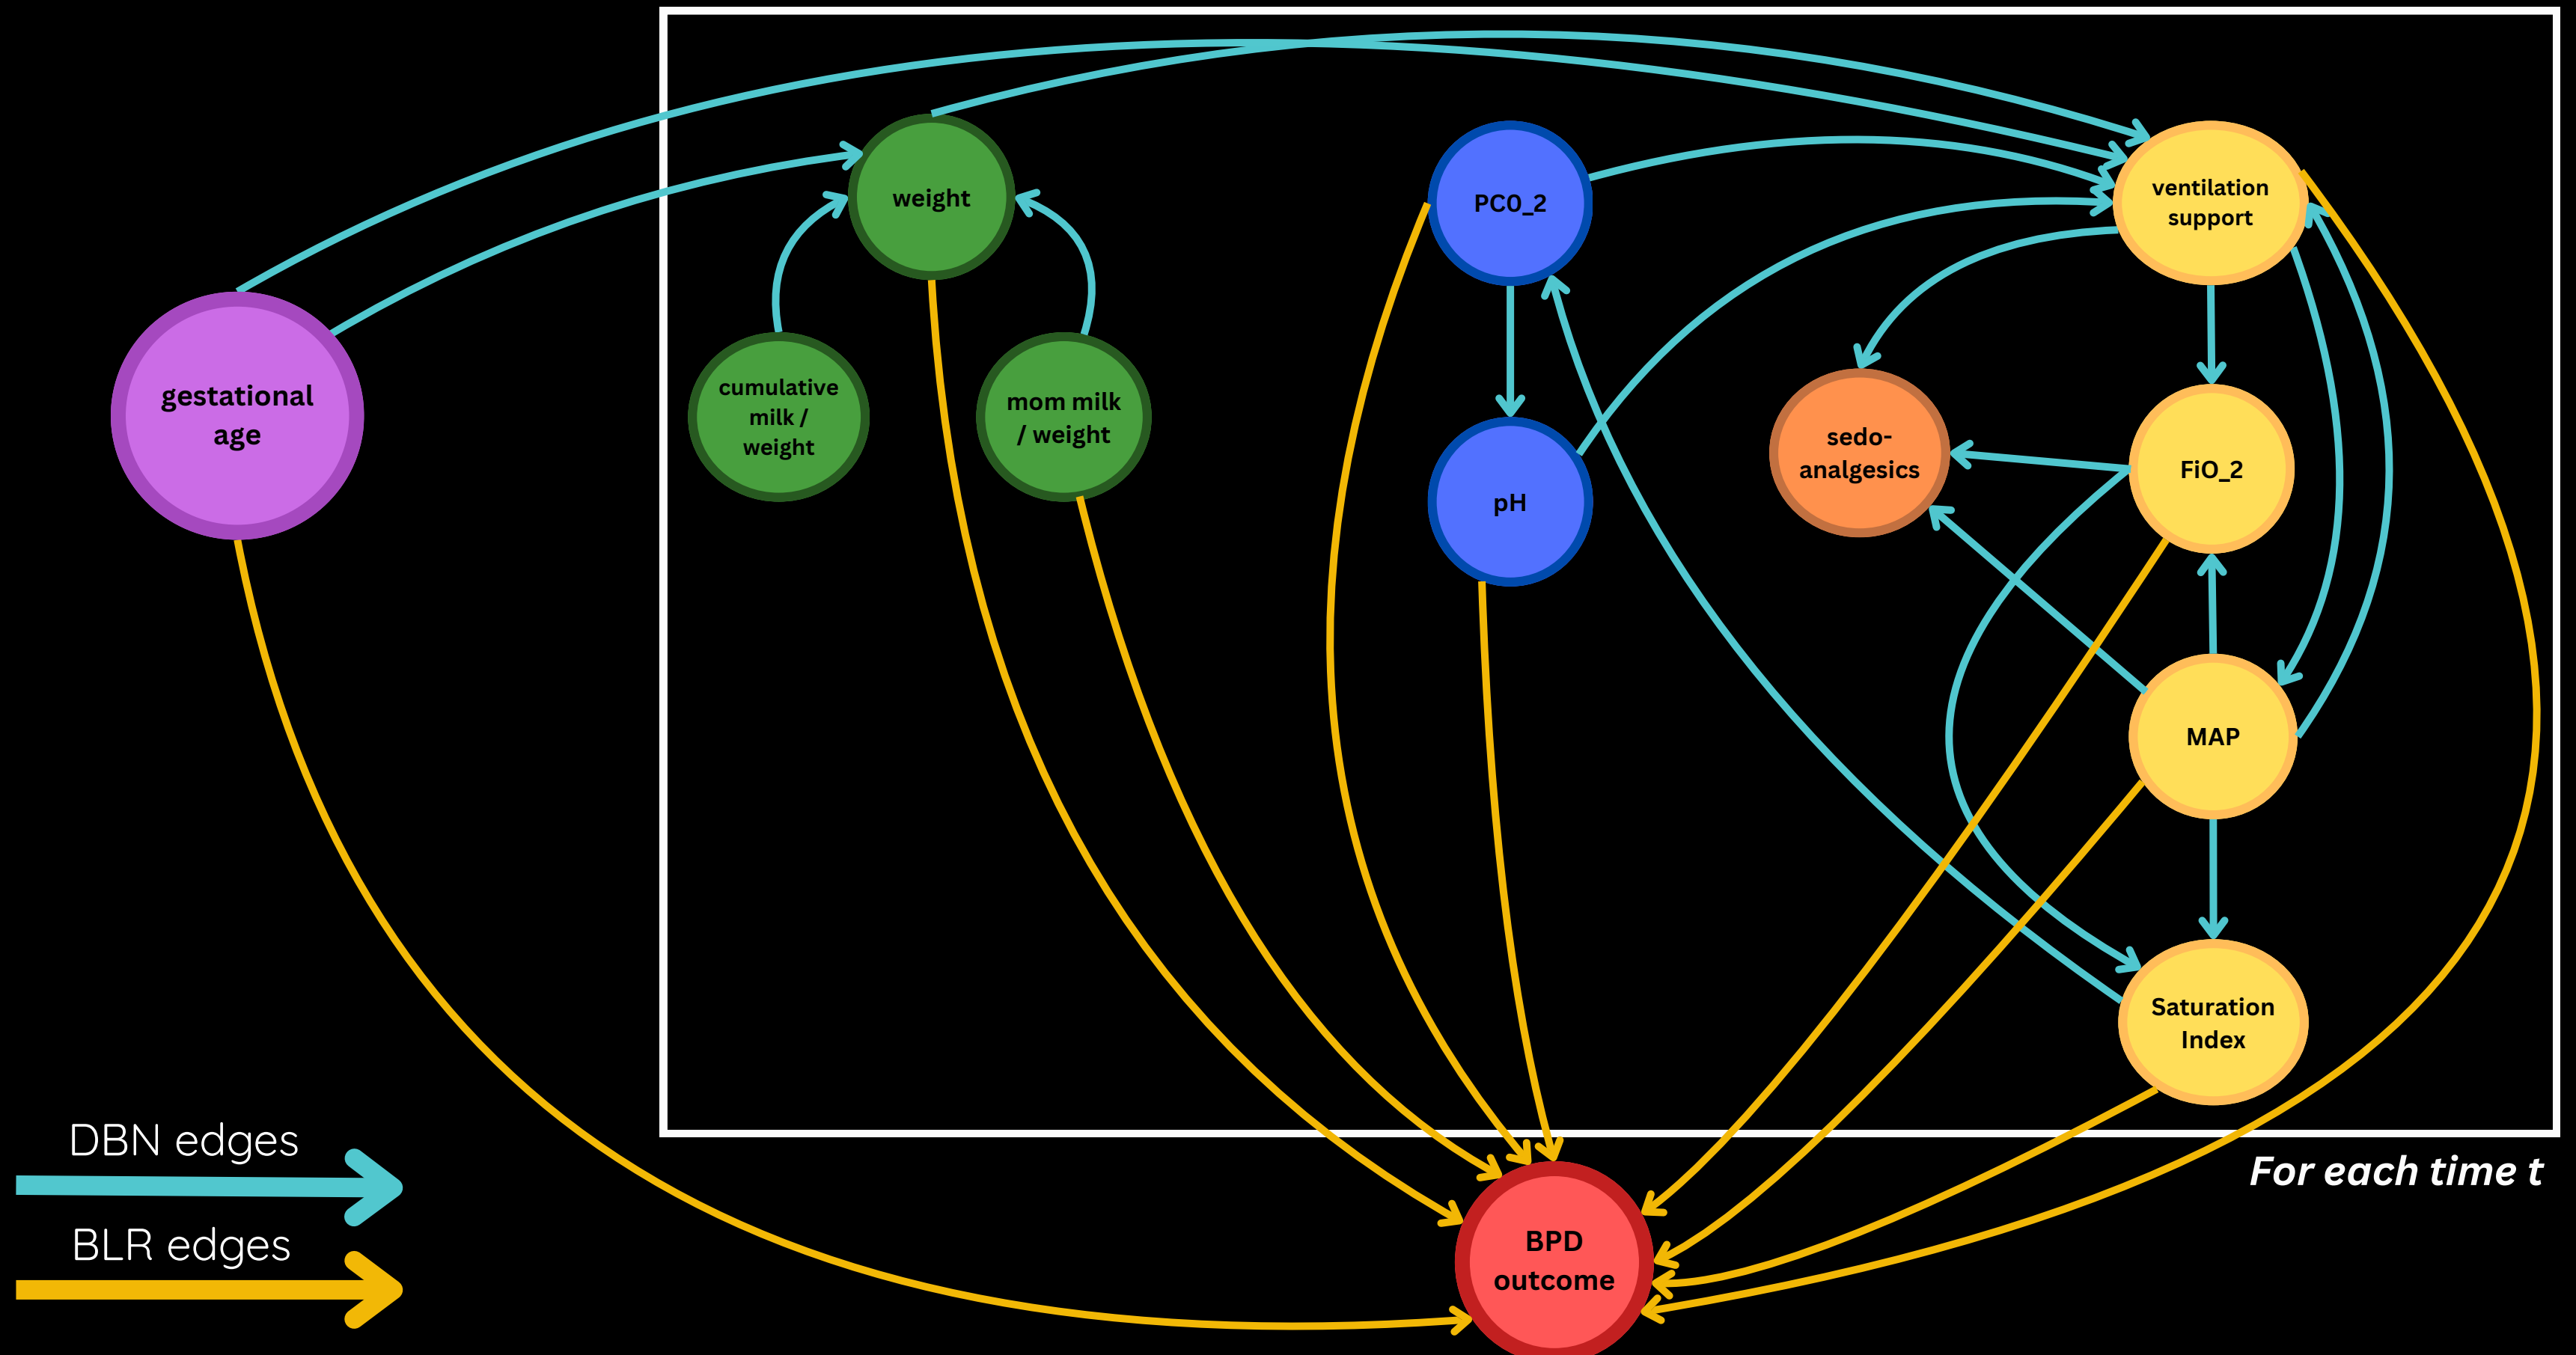 gestational
age
weight
cumulative
milk /
weight
mom milk
/ weight
PC0_2
pH
sedo-
analgesics
ventilation
support
FiO_2
MAP
Saturation
Index
For each time t
BPD
outcome
DBN edges
BLR edges